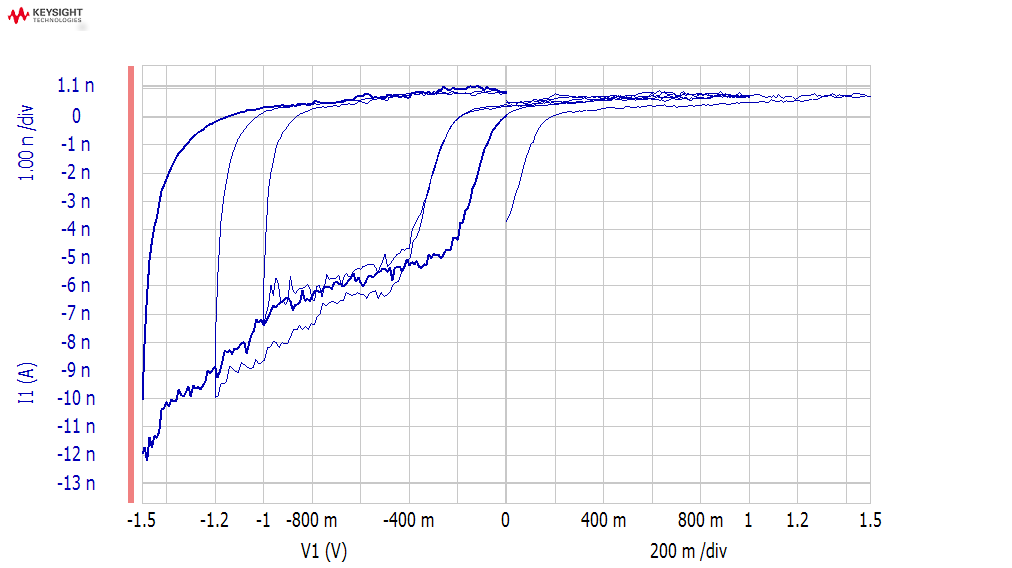 KEYSIGHT
TECHNOLOGIES
1.00 n /div
I1 (A)
1.1 n
0
-1 n
-2 n
-3 n
-4 n
-5 n
-6 n
-7 n
-8 n
-9 n
-10 n
-11 n
-12 n
-13 n
-1.5 -1.2 -1 -800 m -400 m 0 400 m 800 m 1 1.2 1.5
V1 (V) 200 m /div